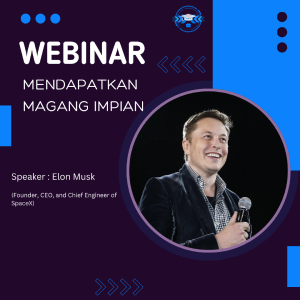 WEBINAR
MENDAPATKAN
MAGANG IMPIAN
Speaker : Elon Musk
(Founder, CEO, and Chief Engineer of
SpaceX)